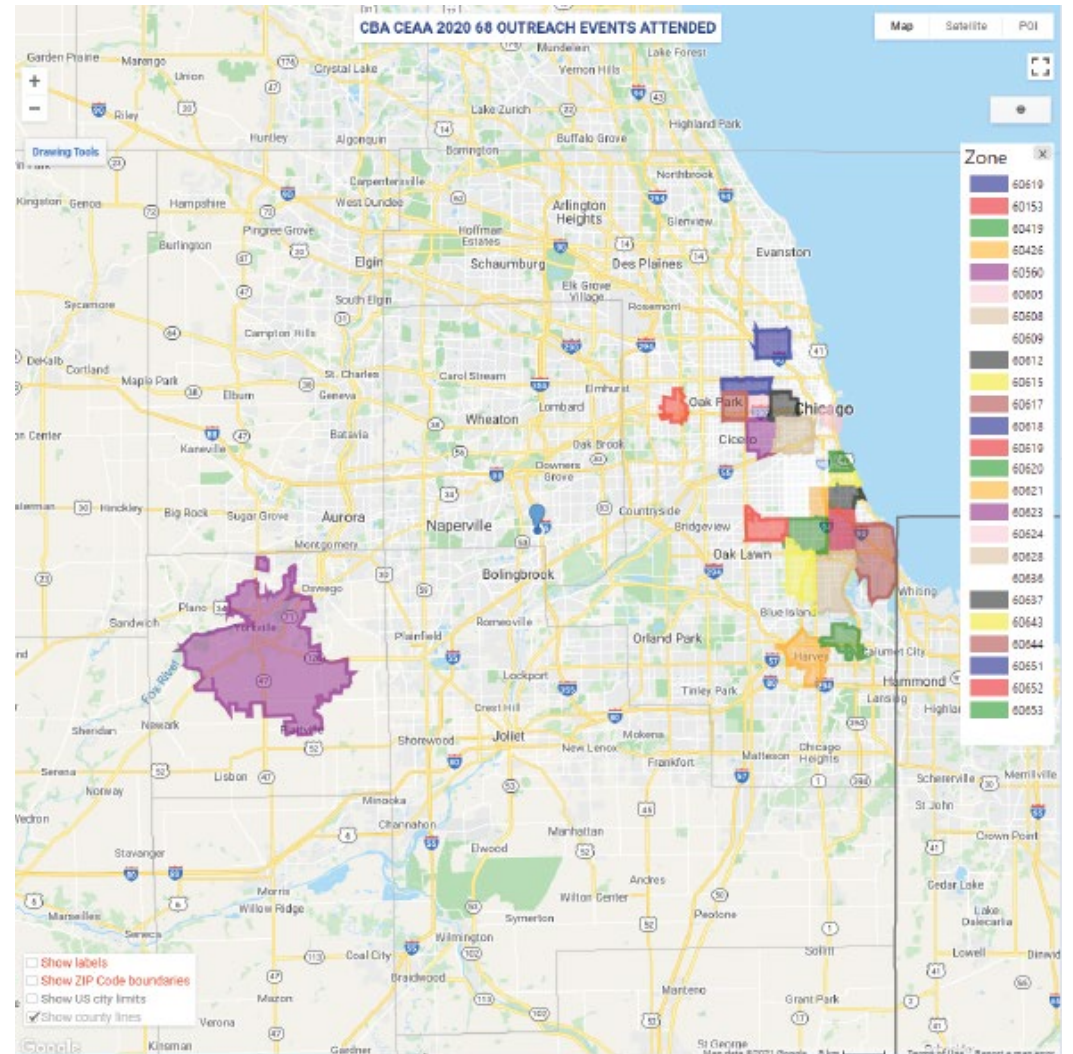 CBA CEAA 2020 68 OUTREACH EVENTS ATTENDED
Map Satellite POI
+
−
Drawing Tools
Zone x
60619
60153
60419
60426
60560
60605
60608
60609
60612
60615
60617
60618
60619
60620
60621
60623
60624
60628
60636
60637
60643
60644
60651
60652
60653
Mundelein
Lake Forest
Garden Prairie
Marengo
Union
Crystal Lake
Vernon Hills
Riley
Lake Zurich
Highland Park
Huntley
Algonquin
Buffalo Grove
Barrington
Northbrook
Carpentersville
West Dundee
Kingston
Genoa
Hampshire
Pingree Grove
Arlington Heights
Glenview
Burlington
Hoffman Estates
Evanston
Elgin
Schaumburg
Des Plaines
Elk Grove Village
South Elgin
Rosemont
Sycamore
Campton Hills
DeKalb
Cortland
Maple Park
Elburn
St. Charles
Geneva
Carol Stream
Elmhurst
Lombard
Oak Park
Chicago
Wheaton
Batavia
Cicero
Kaneville
Oak Brook
Downers Grove
Hinckley
Big Rock
Sugar Grove
Aurora
Naperville
Countryside
Bridgeview
Montgomery
Oak Lawn
Bolingbrook
Oswego
Plano
Sandwich
Yorkville
Whiting
Blue Island
Romeoville
Plainfield
Orland Park
Harvey
Calumet City
Fox River
Lockport
Hammond
Tinley Park
Lansing
Newark
Sheridan
Plattville
Crest Hill
Shorewood
Joliet
New Lenox
Mokena
Frankfort
Matteson
Chicago Heights
Serena
Lisbon
Norway
Schererville
Merrillville
Minooka
St John
Channahon
Manhattan
Crown Point
Stavanger
Elwood
Andres
Cedar Lake
Morris
Willow Ridge
Wilton Center
Peotone
Lake Dalecarlia
Marseilles
Seneca
Symerton
Wilmington
Sollitt
Lowell
Coal City
Braidwood
Manteno
Grant Park
Mazon
Verona
Kinsman
Gardner
St George
Show labels
Show ZIP Code boundaries
Show US city limits
Show county lines
Google